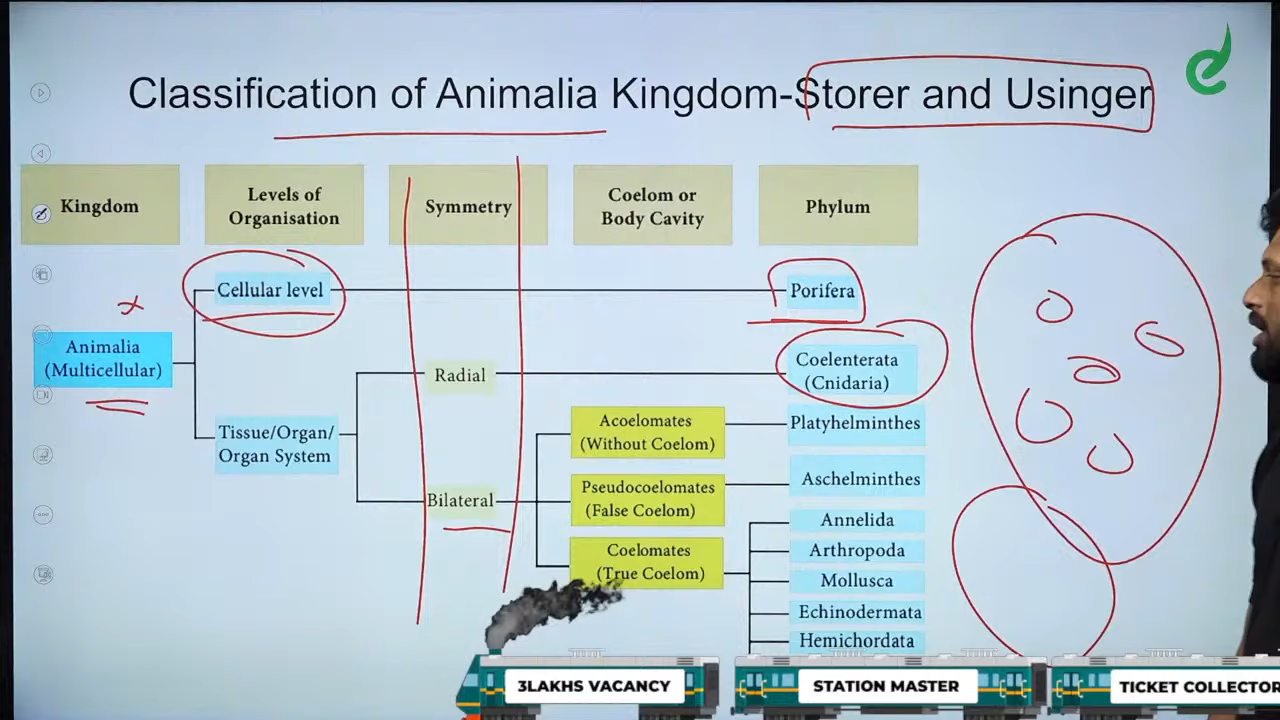 Classification of Animalia Kingdom-Storer and Usinger
Kingdom
Levels of
Organisation
Symmetry
Coelom or
Body Cavity
Phylum
Cellular level
Porifera
Animalia
(Multicellular)
Radial
Coelenterata
(Cnidaria)
Tissue/Organ/
Organ System
Acoelomates
(Without Coelom)
Platyhelminthes
Bilateral
Pseudocoelomates
(False Coelom)
Aschelminthes
Coelomates
(True Coelom)
Annelida
Arthropoda
Mollusca
Echinodermata
Hemichordata
3LAKHS VACANCY
STATION MASTER
TICKET COLLECTOR